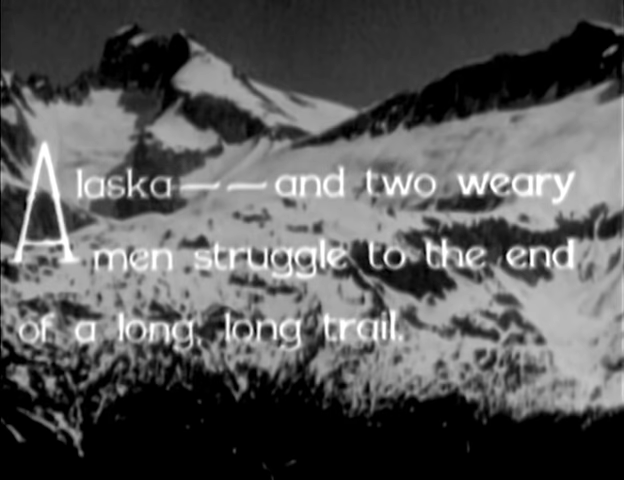 Alaska — — and two weary
men struggle to the end
of a long, long trail.